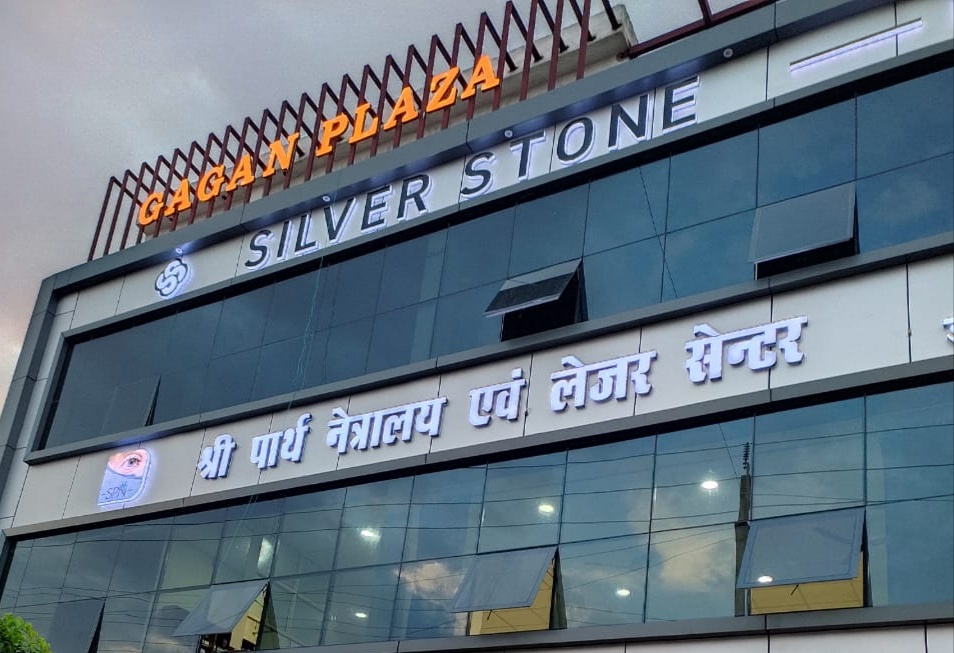 GAGAN PLAZA
SILVER STONE
श्री पार्थ नेत्रालय एवं लेजर सेन्टर